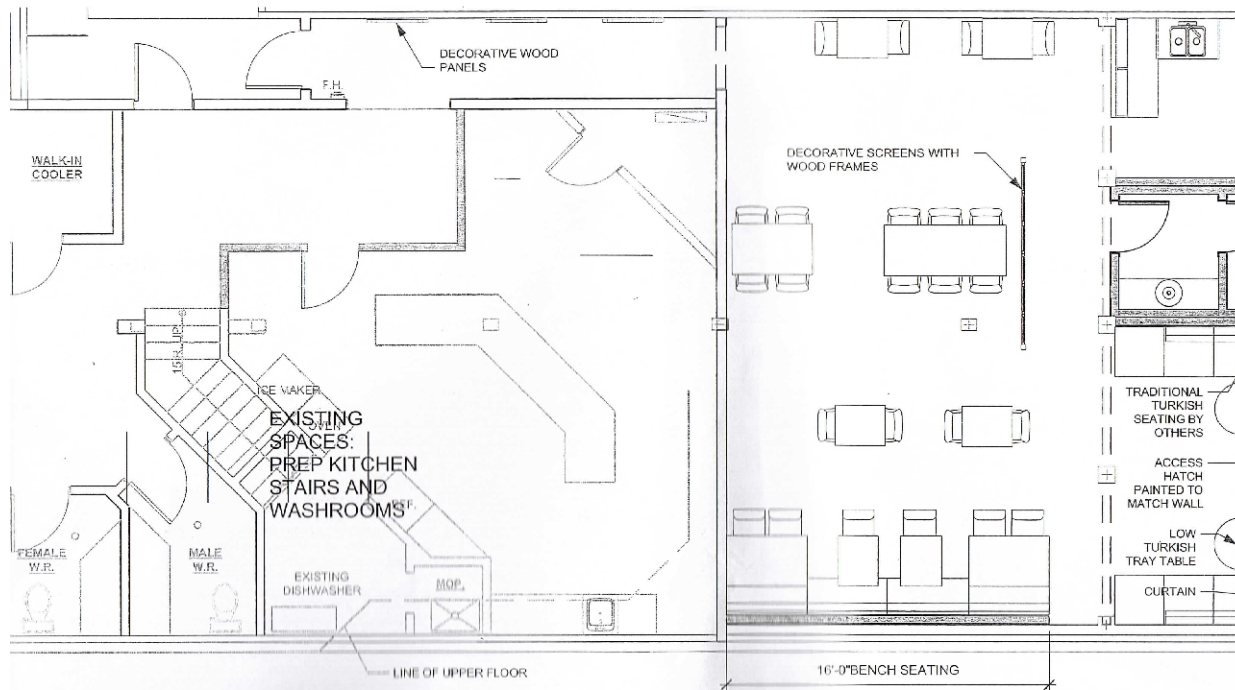 DECORATIVE WOOD
PANELS
F.H.
WALK-IN
COOLER
DECORATIVE SCREENS WITH
WOOD FRAMES
15 R. UP
ICE MAKER
OVEN
EXISTING
SPACES:
PREP KITCHEN
STAIRS AND
WASHROOMS
REF.
FEMALE
W.R.
MALE
W.R.
EXISTING
DISHWASHER
MOP.
LINE OF UPPER FLOOR
TRADITIONAL
TURKISH
SEATING BY
OTHERS
ACCESS
HATCH
PAINTED TO
MATCH WALL
LOW
TURKISH
TRAY TABLE
CURTAIN
16'-0"BENCH SEATING